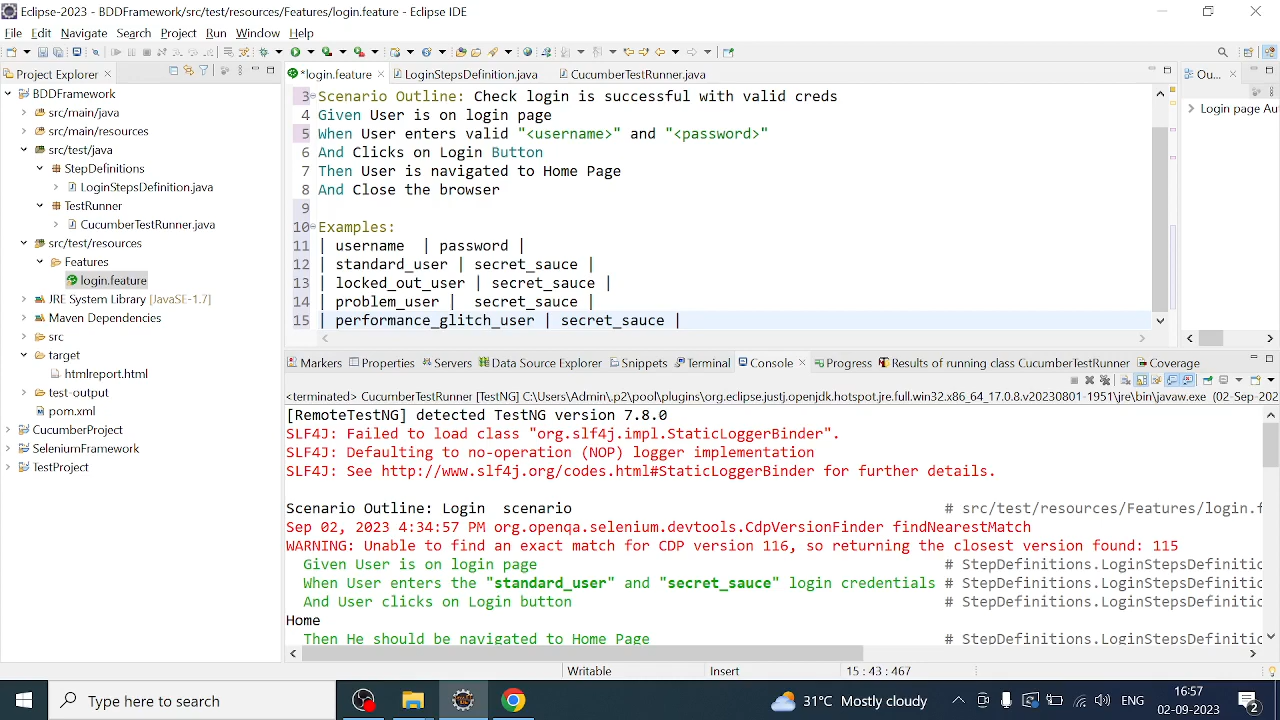 Eclipse-2023 - BDDFramework/src/test/resources/Features/login.feature - Eclipse IDE
File Edit Navigate Search Project Run Window Help
Project Explorer
BDDFramework
src/main/java
src/main/resources
src/test/java
StepDefinitions
LoginStepsDefinition.java
TestRunner
CucumberTestRunner.java
src/test/resources
Features
login.feature
JRE System Library [JavaSE-1.7]
Maven Dependencies
src
target
htmlreport.html
test-output
pom.xml
CucumberProject
SeleniumFramework
TestProject
*login.feature LoginStepsDefinition.java CucumberTestRunner.java
3 Scenario Outline: Check login is successful with valid creds
4 Given User is on login page
5 When User enters valid "<username>" and "<password>"
6 And Clicks on Login Button
7 Then User is navigated to Home Page
8 And Close the browser
9
10 Examples:
11 | username  | password |
12 | standard_user | secret_sauce |
13 | locked_out_user | secret_sauce |
14 | problem_user |  secret_sauce |
15 | performance_glitch_user | secret_sauce |
Ou...
Login page Au
Markers Properties Servers Data Source Explorer Snippets Terminal Console Progress Results of running class CucumberTestRunner Coverage
<terminated> CucumberTestRunner [TestNG] C:\Users\Admin\.p2\pool\plugins\org.eclipse.justj.openjdk.hotspot.jre.full.win32.x86_64_17.0.8.v20230801-1951\jre\bin\javaw.exe (02-Sep-202
[RemoteTestNG] detected TestNG version 7.8.0
SLF4J: Failed to load class "org.slf4j.impl.StaticLoggerBinder".
SLF4J: Defaulting to no-operation (NOP) logger implementation
SLF4J: See http://www.slf4j.org/codes.html#StaticLoggerBinder for further details.
Scenario Outline: Login  scenario # src/test/resources/Features/login.f
Sep 02, 2023 4:34:57 PM org.openqa.selenium.devtools.CdpVersionFinder findNearestMatch
WARNING: Unable to find an exact match for CDP version 116, so returning the closest version found: 115
Given User is on login page # StepDefinitions.LoginStepsDefinitic
When User enters the "standard_user" and "secret_sauce" login credentials # StepDefinitions.LoginStepsDefinitic
And User clicks on Login button # StepDefinitions.LoginStepsDefinitic
Home
Then He should be navigated to Home Page # StepDefinitions.LoginStepsDefinitic
Writable Insert 15 : 43 : 467
Type here to search
31°C Mostly cloudy
ENG
16:57
02-09-2023
2